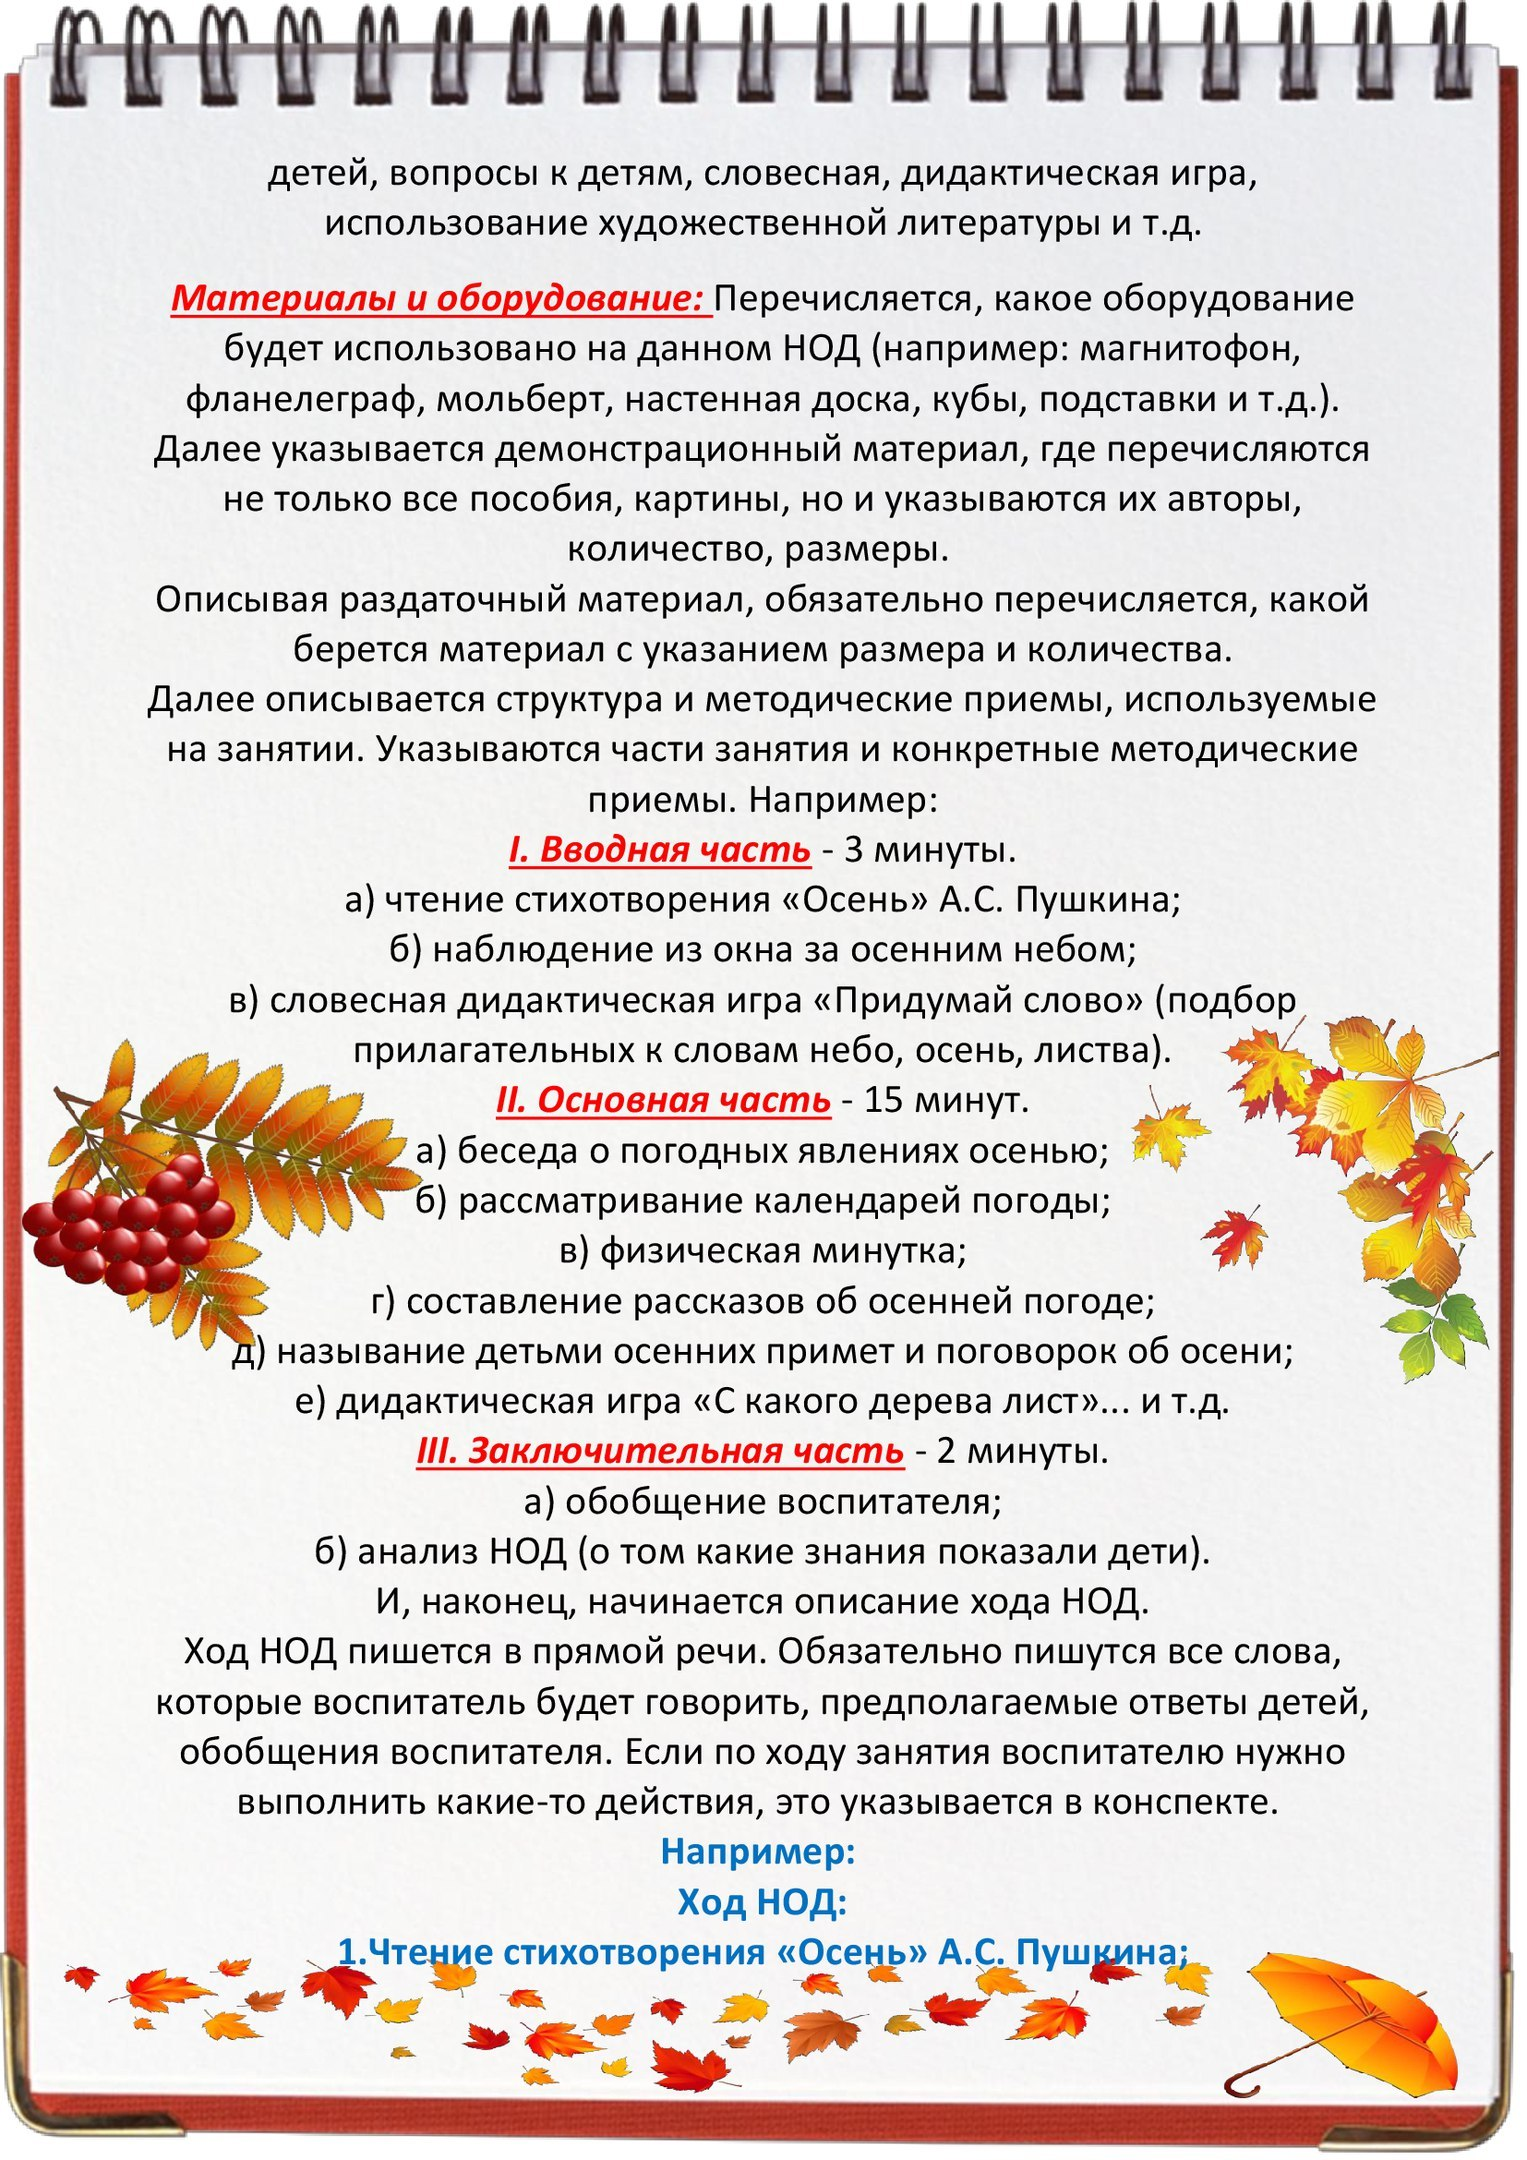 детей, вопросы к детям, словесная, дидактическая игра,
использование художественной литературы и т.д.
Материалы и оборудование: Перечисляется, какое оборудование
будет использовано на данном НОД (например: магнитофон,
фланелеграф, мольберт, настенная доска, кубы, подставки и т.д.).
Далее указывается демонстрационный материал, где перечисляются
не только все пособия, картины, но и указываются их авторы,
количество, размеры.
Описывая раздаточный материал, обязательно перечисляется, какой
берется материал с указанием размера и количества.
Далее описывается структура и методические приемы, используемые
на занятии. Указываются части занятия и конкретные методические
приемы. Например:
I. Вводная часть - 3 минуты.
а) чтение стихотворения «Осень» А.С. Пушкина;
б) наблюдение из окна за осенним небом;
в) словесная дидактическая игра «Придумай слово» (подбор
прилагательных к словам небо, осень, листва).
II. Основная часть - 15 минут.
а) беседа о погодных явлениях осенью;
б) рассматривание календарей погоды;
в) физическая минутка;
г) составление рассказов об осенней погоде;
д) называние детьми осенних примет и поговорок об осени;
е) дидактическая игра «С какого дерева лист»... и т.д.
III. Заключительная часть - 2 минуты.
а) обобщение воспитателя;
б) анализ НОД (о том какие знания показали дети).
И, наконец, начинается описание хода НОД.
Ход НОД пишется в прямой речи. Обязательно пишутся все слова,
которые воспитатель будет говорить, предполагаемые ответы детей,
обобщения воспитателя. Если по ходу занятия воспитателю нужно
выполнить какие-то действия, это указывается в конспекте.
Например:
Ход НОД:
1.Чтение стихотворения «Осень» А.С. Пушкина;